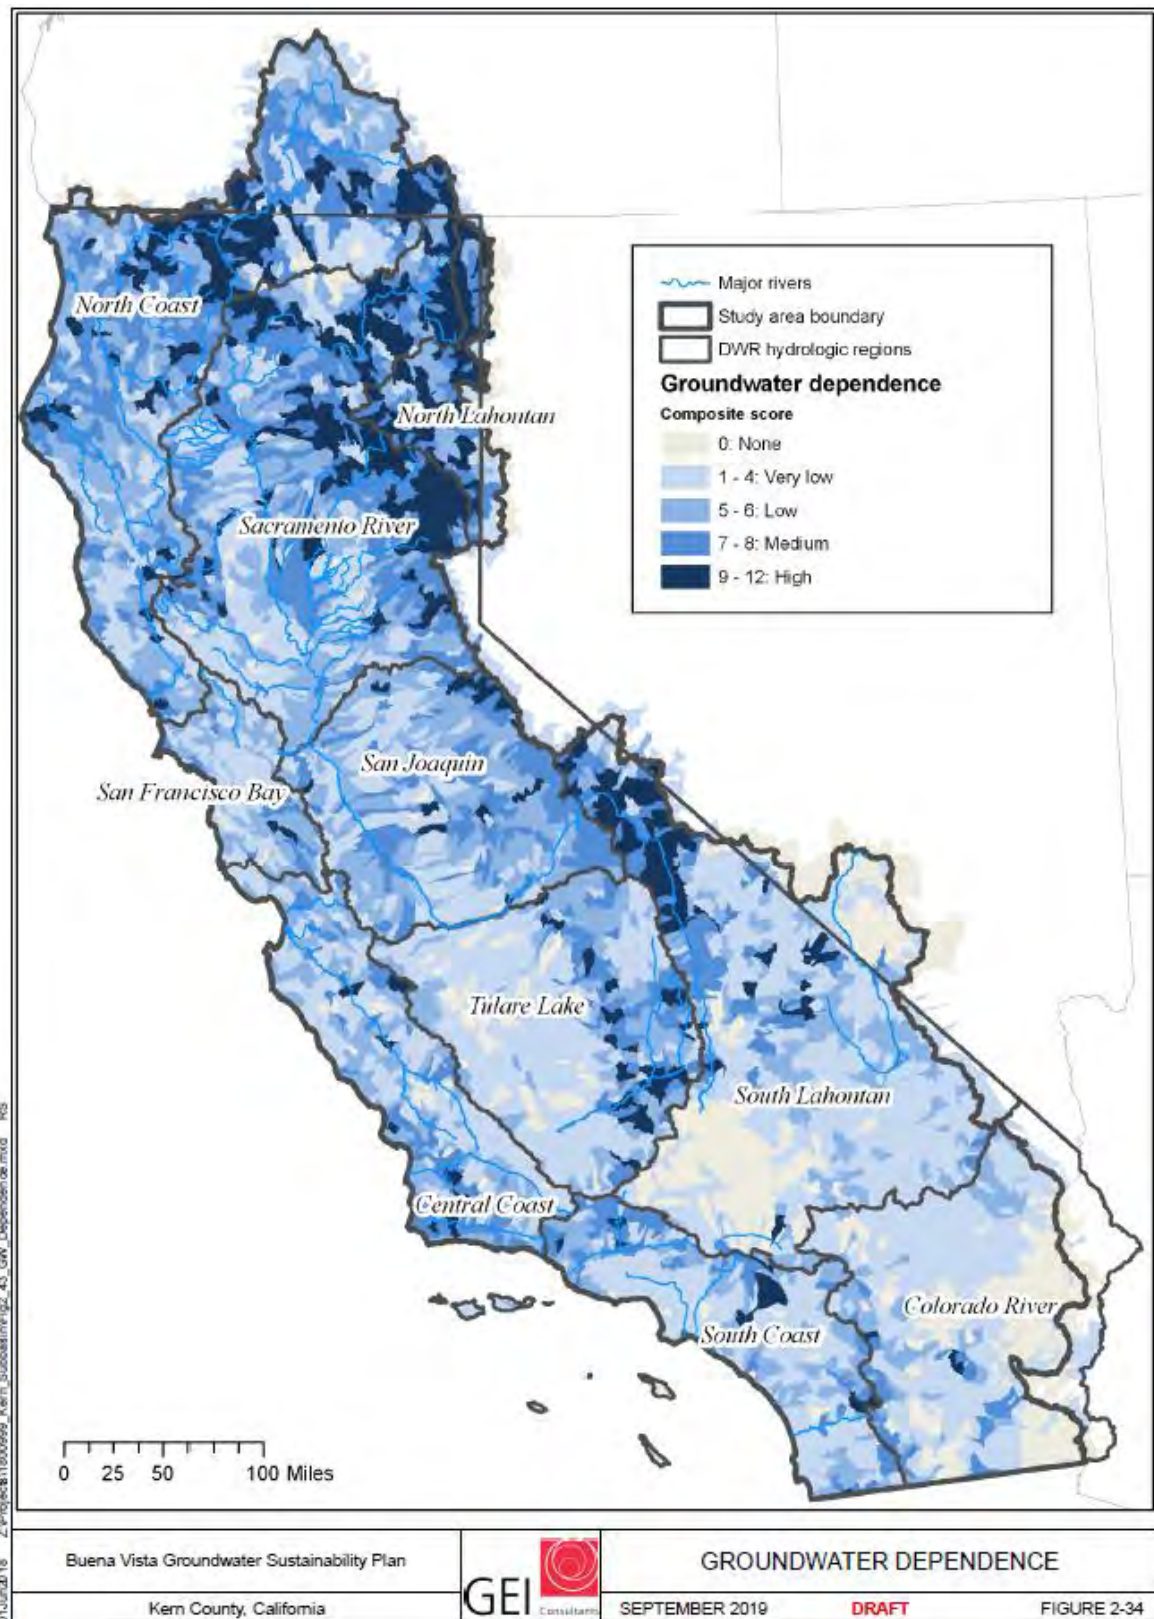 North Coast
North Lahontan
Sacramento River
San Joaquin
San Francisco Bay
Tulare Lake
South Lahontan
Central Coast
Colorado River
South Coast
Major rivers
Study area boundary
DWR hydrologic regions
Groundwater dependence
Composite score
0: None
1 - 4: Very low
5 - 6: Low
7 - 8: Medium
9 - 12: High
0 25 50 100 Miles
Buena Vista Groundwater Sustainability Plan
Kern County, California
GEI Consultants
GROUNDWATER DEPENDENCE
SEPTEMBER 2019 DRAFT FIGURE 2-34